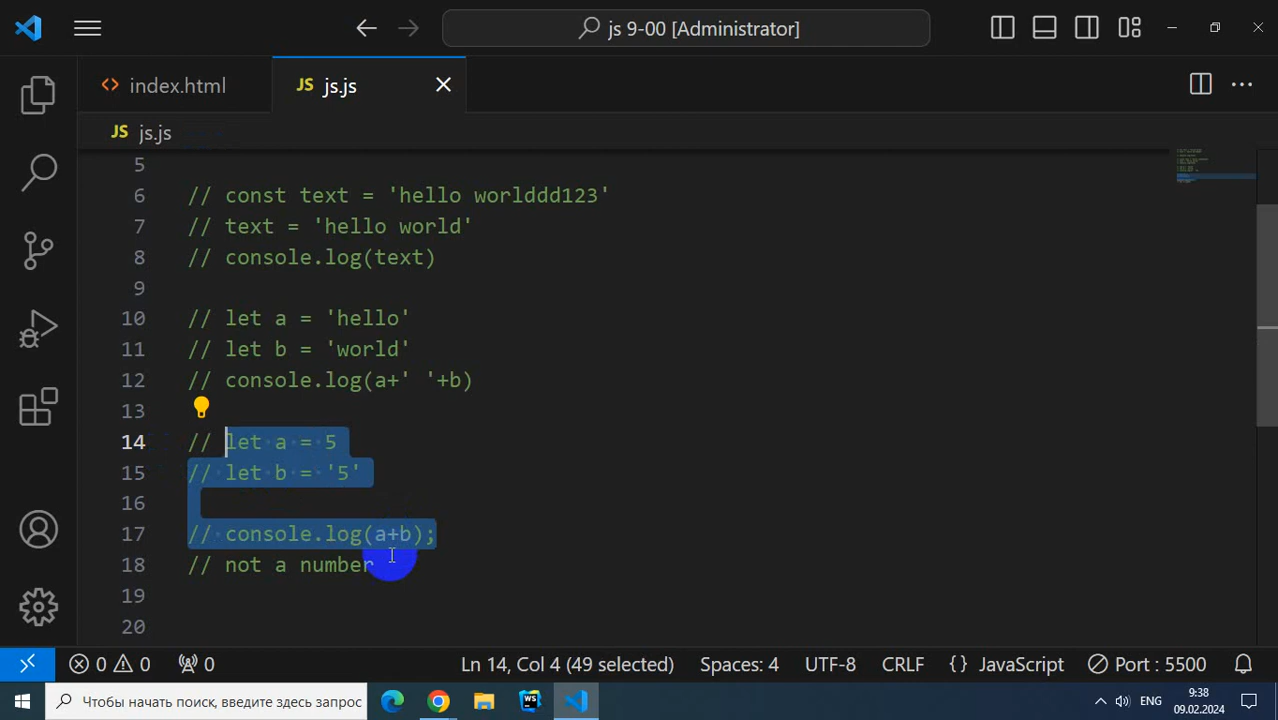 js 9-00 [Administrator]
index.html
JS js.js
JS js.js
5
6 // const text = 'hello worlddd123'
7 // text = 'hello world'
8 // console.log(text)
9
10 // let a = 'hello'
11 // let b = 'world'
12 // console.log(a+' '+b)
13
14 // let a = 5
15 // let b = '5'
16
17 // console.log(a+b);
18 // not a number
19
20
0 0 0 Ln 14, Col 4 (49 selected) Spaces: 4 UTF-8 CRLF {} JavaScript Port : 5500
Чтобы начать поиск, введите здесь запрос WS ENG 9:38
09.02.2024